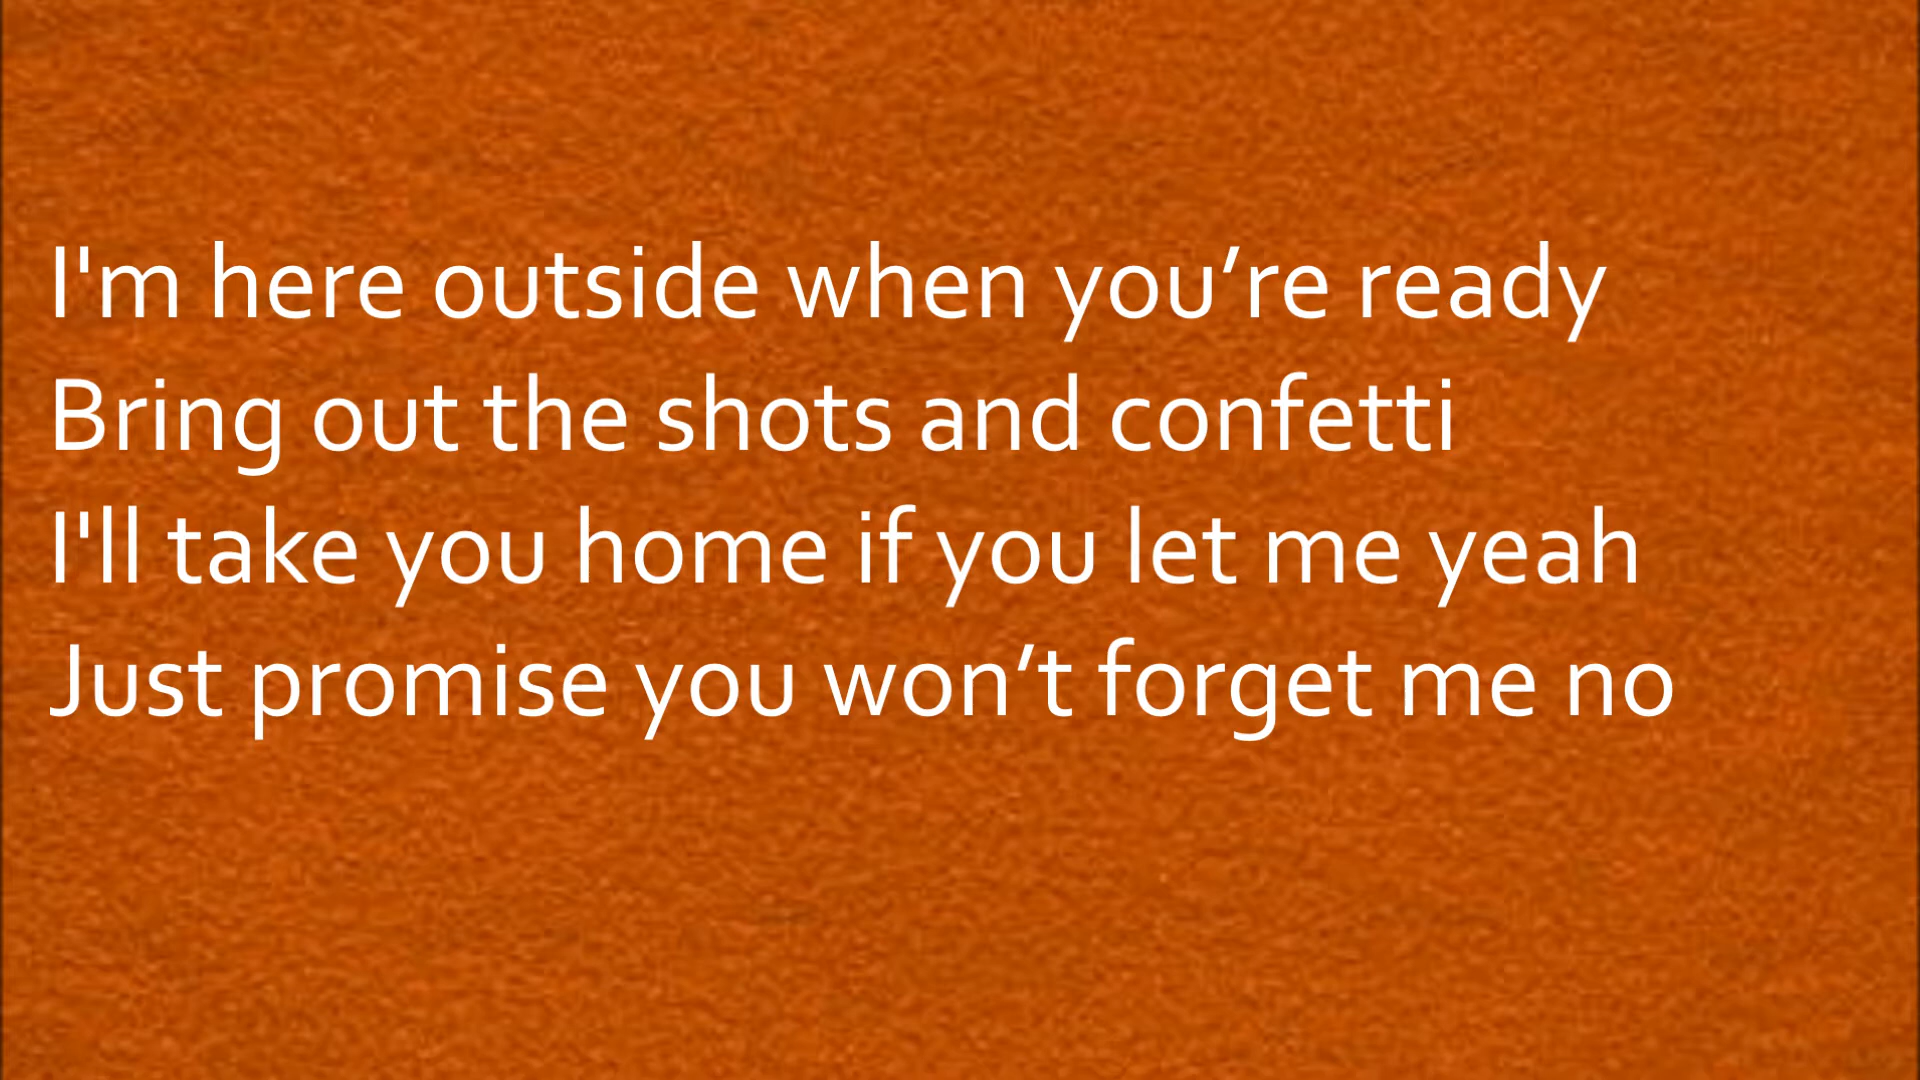 I'm here outside when you’re ready
Bring out the shots and confetti
I'll take you home if you let me yeah
Just promise you won’t forget me no